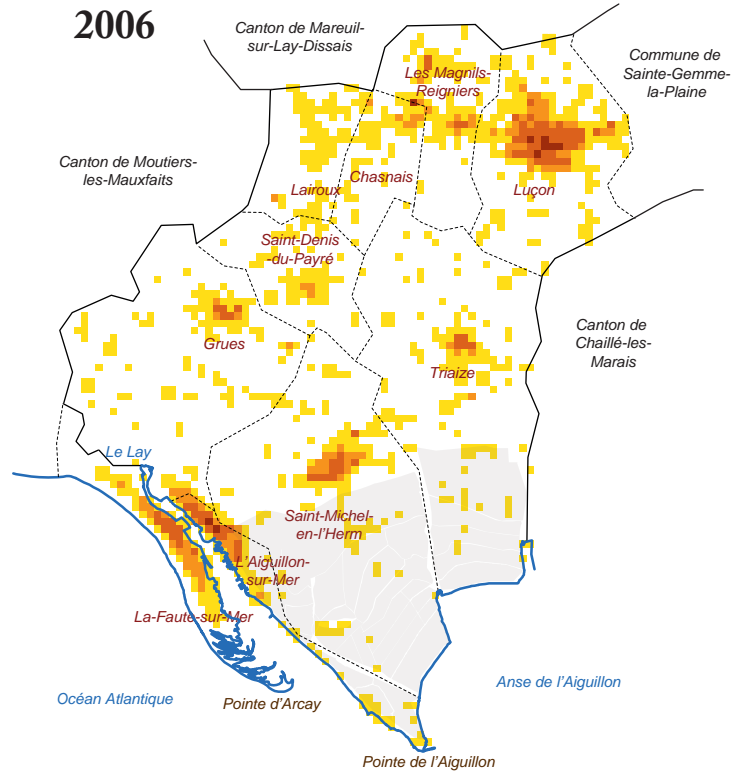 2006
Canton de Mareuil-
sur-Lay-Dissais
Commune de
Sainte-Gemme-
la-Plaine
Les Magnils-
Reigniers
Canton de Moutiers-
les-Mauxfaits
Chasnais
Lairoux
Luçon
Saint-Denis
-du-Payré
Canton de
Chaillé-les-
Marais
Grues
Triaize
Le Lay
Saint-Michel-
en-l'Herm
L'Aiguillon-
sur-Mer
La-Faute-sur-Mer
Océan Atlantique
Pointe d'Arcay
Anse de l'Aiguillon
Pointe de l'Aiguillon